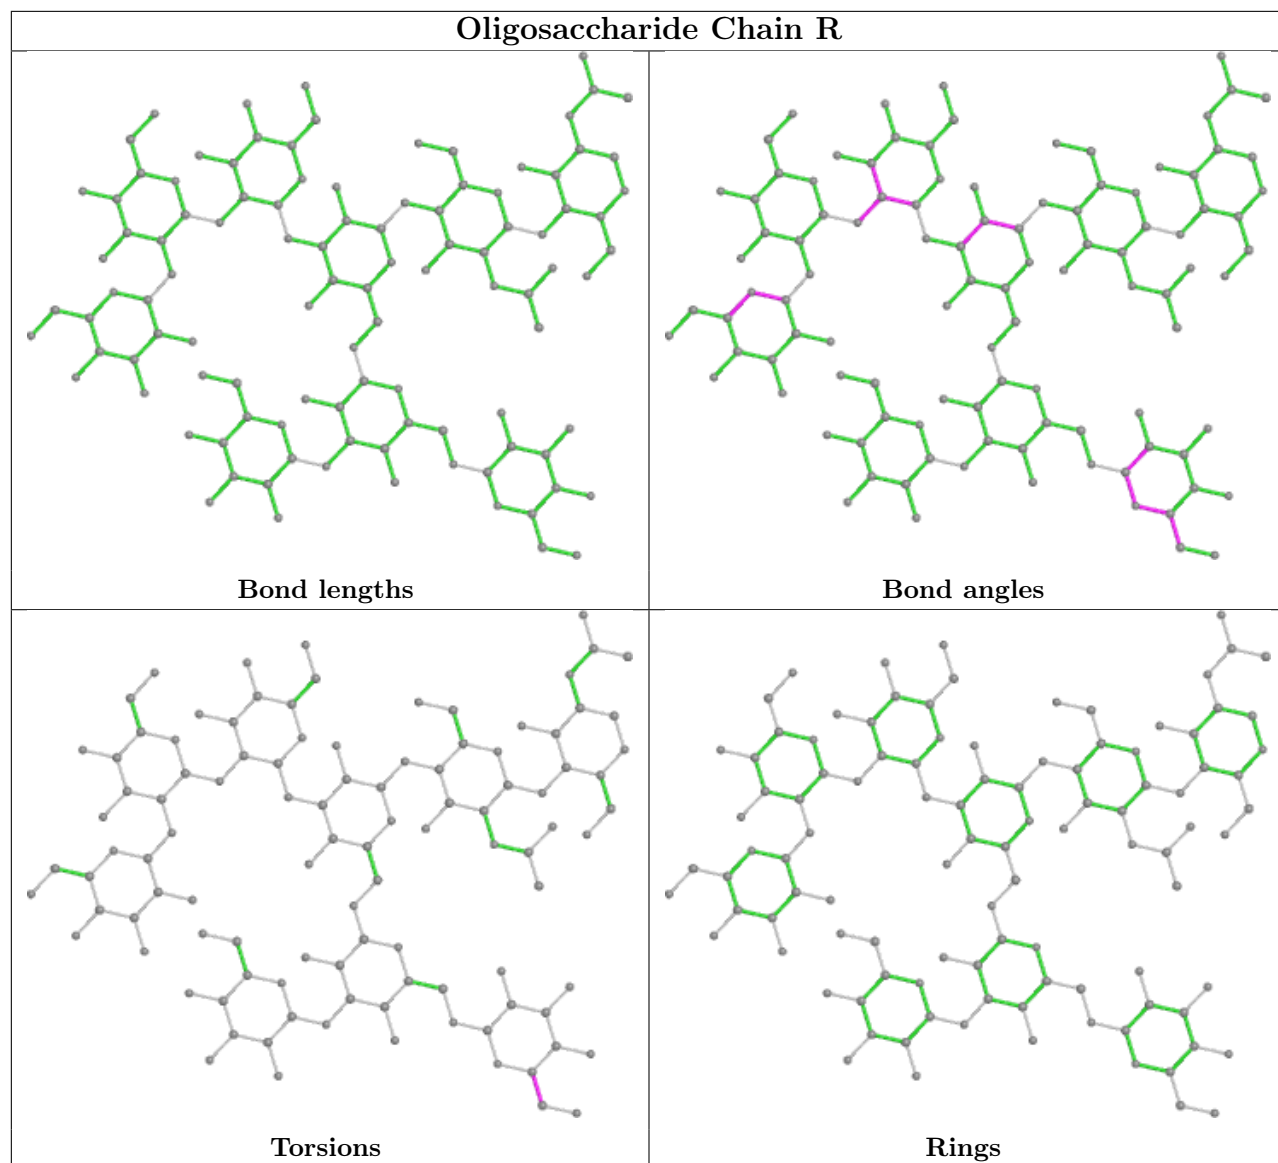 Oligosaccharide Chain R
Bond lengths
Bond angles
Torsions
Rings